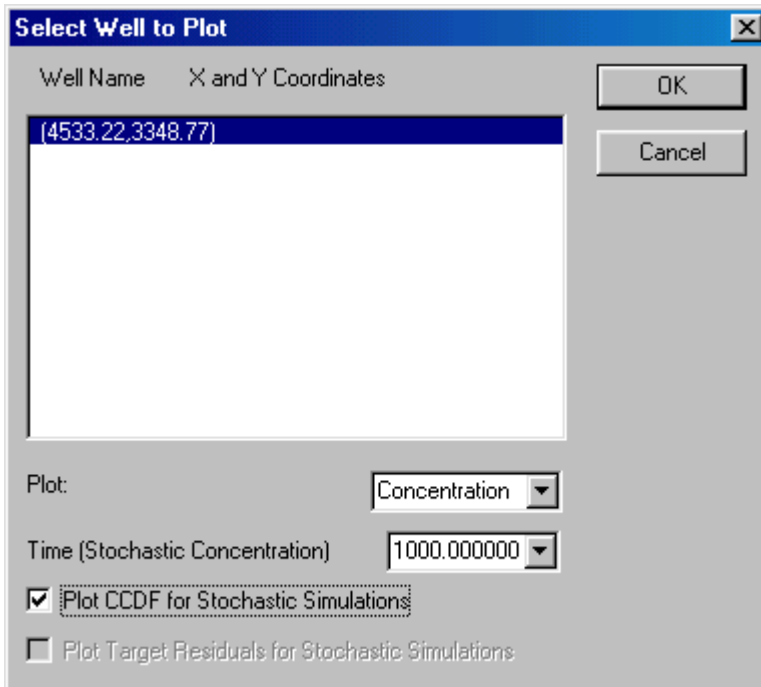 Select Well to Plot
Well Name X and Y Coordinates
OK
(4533.22,3348.77)
Cancel
Plot: Concentration
Time (Stochastic Concentration) 1000.000000
Plot CCDF for Stochastic Simulations
Plot Target Residuals for Stochastic Simulations